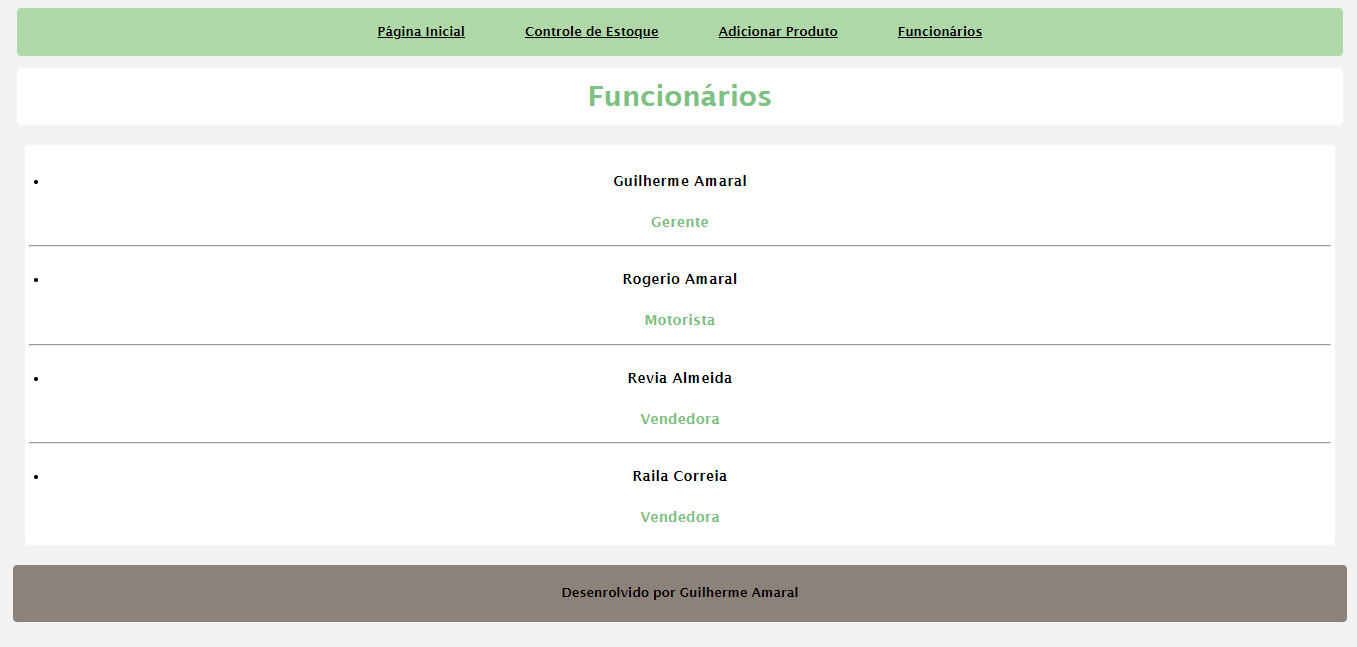 Página Inicial Controle de Estoque Adicionar Produto Funcionários
Funcionários
Guilherme Amaral
Gerente
Rogerio Amaral
Motorista
Revia Almeida
Vendedora
Raila Correia
Vendedora
Desenrolvido por Guilherme Amaral